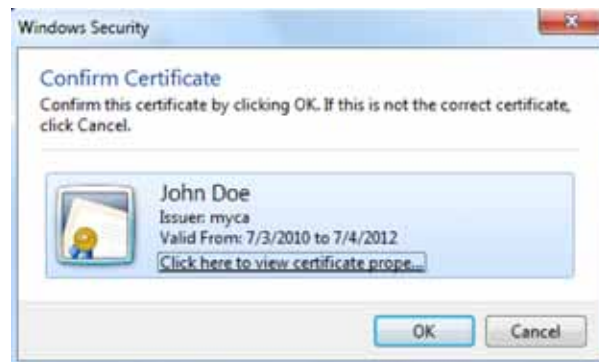 Windows Security
Confirm Certificate
Confirm this certificate by clicking OK. If this is not the correct certificate,
click Cancel.
John Doe
Issuer: myca
Valid From: 7/3/2010 to 7/4/2012
Click here to view certificate prope...
OK
Cancel